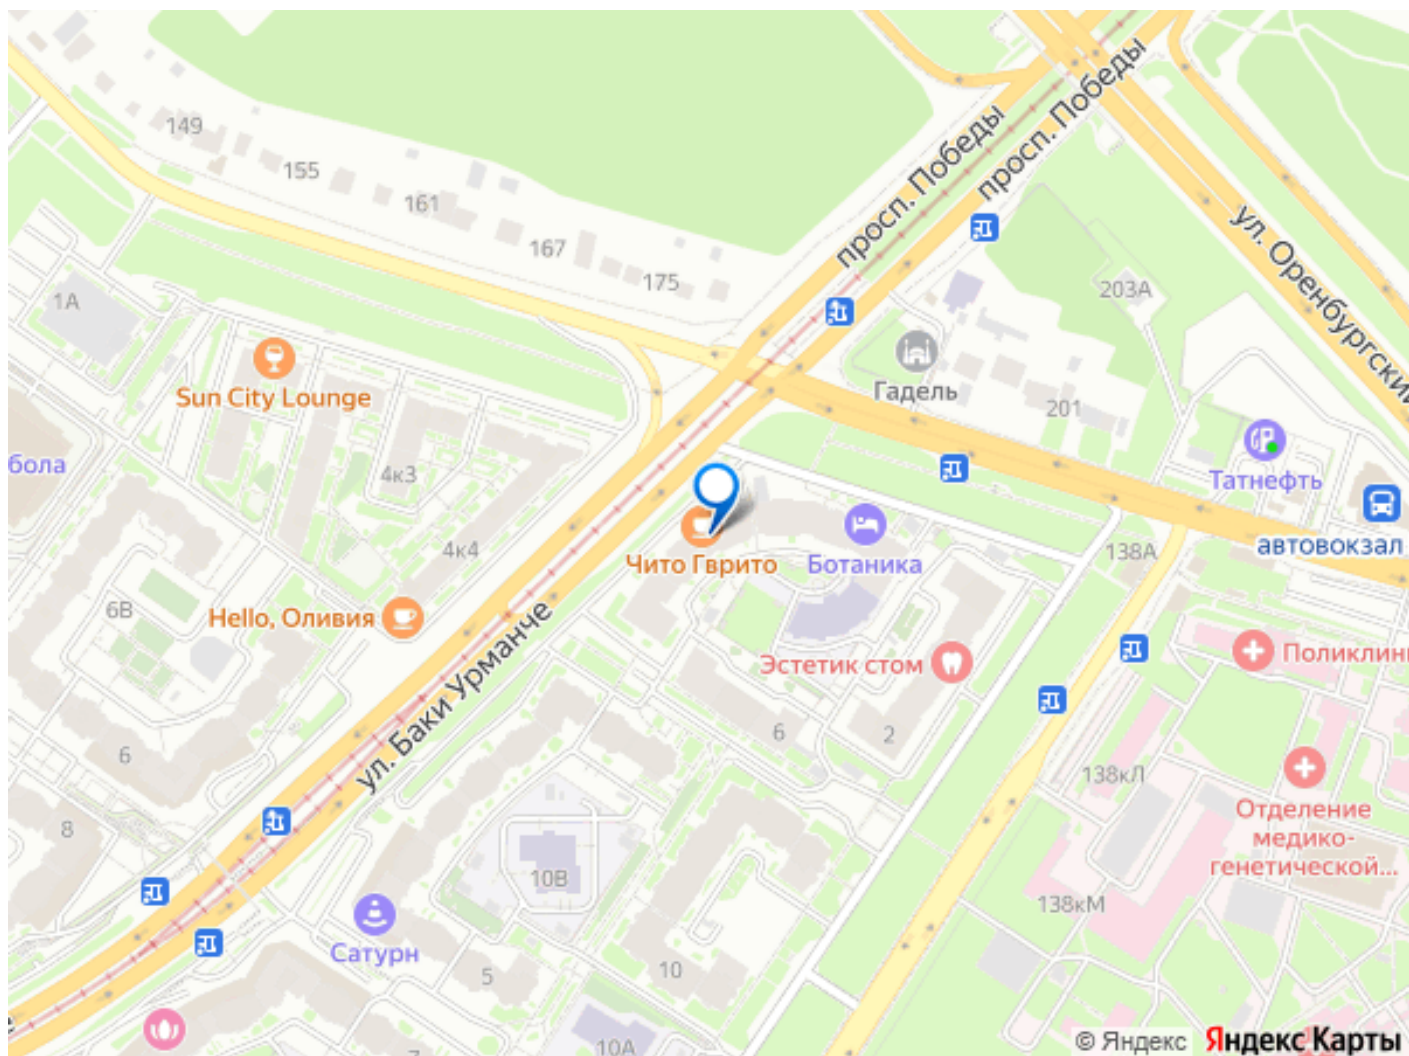 просп. Победы
просп. Победы
149
155
161
167
175
1А
203А
ул. Оренбургский
Sun City Lounge
Гадель
201
бола
4к3
Татнефть
4к4
Чито Гврито
Ботаника
138А
автовокзал
6В
Hello, Оливия
ул. Баки Урманче
Эстетик стом
Поликлин
6
2
6
138кЛ
8
Отделение
медико-
генетической...
10В
138кМ
Сатурн
5
10
10А
© Яндекс Яндекс Карты